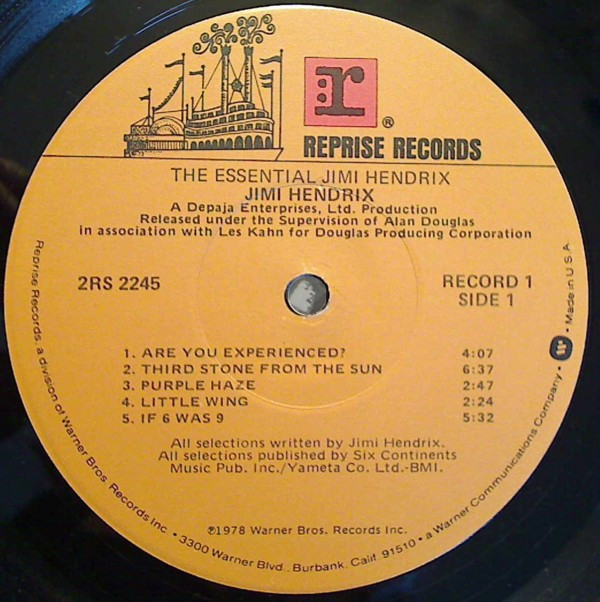 r
®
REPRISE RECORDS
THE ESSENTIAL JIMI HENDRIX
JIMI HENDRIX
A Depaja Enterprises, Ltd. Production
Released under the Supervision of Alan Douglas
in association with Les Kahn for Douglas Producing Corporation
2RS 2245
RECORD 1
SIDE 1
1. ARE YOU EXPERIENCED? 4:07
2. THIRD STONE FROM THE SUN 6:37
3. PURPLE HAZE 2:47
4. LITTLE WING 2:24
5. IF 6 WAS 9 5:32
All selections written by Jimi Hendrix.
All selections published by Six Continents
Music Pub. Inc./Yameta Co. Ltd.-BMI.
℗1978 Warner Bros. Records Inc.
Reprise Records, a division of Warner Bros. Records Inc. • 3300 Warner Blvd., Burbank, Calif. 91510 • a Warner Communications Company • W • Made in U.S.A.